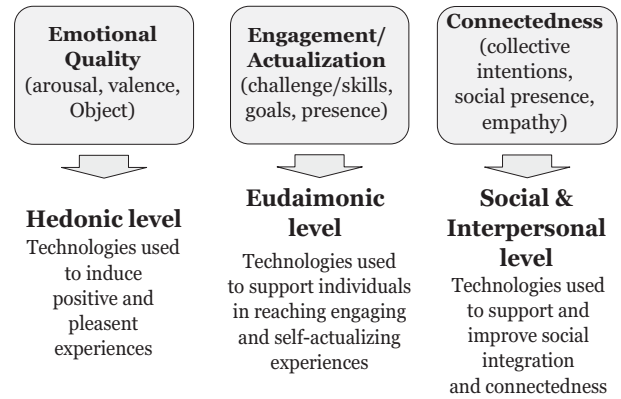 Emotional
Quality
(arousal, valence,
Object)
Engagement/
Actualization
(challenge/skills,
goals, presence)
Connectedness
(collective
intentions,
social presence,
empathy)
Hedonic level
Technologies used
to induce
positive and
pleasent
experiences
Eudaimonic
level
Technologies used
to support individuals
in reaching engaging
and self-actualizing
experiences
Social &
Interpersonal
level
Technologies used
to support and
improve social
integration
and connectedness